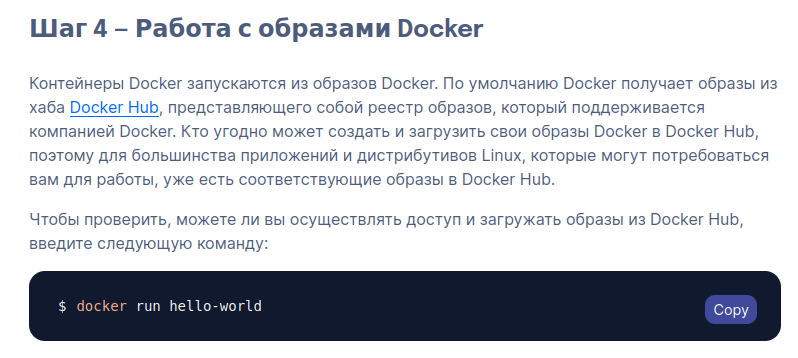 Шаг 4 – Работа с образами Docker
Контейнеры Docker запускаются из образов Docker. По умолчанию Docker получает образы из
хаба Docker Hub, представляющего собой реестр образов, который поддерживается
компанией Docker. Кто угодно может создать и загрузить свои образы Docker в Docker Hub,
поэтому для большинства приложений и дистрибутивов Linux, которые могут потребоваться
вам для работы, уже есть соответствующие образы в Docker Hub.
Чтобы проверить, можете ли вы осуществлять доступ и загружать образы из Docker Hub,
введите следующую команду:
$ docker run hello-world
Copy